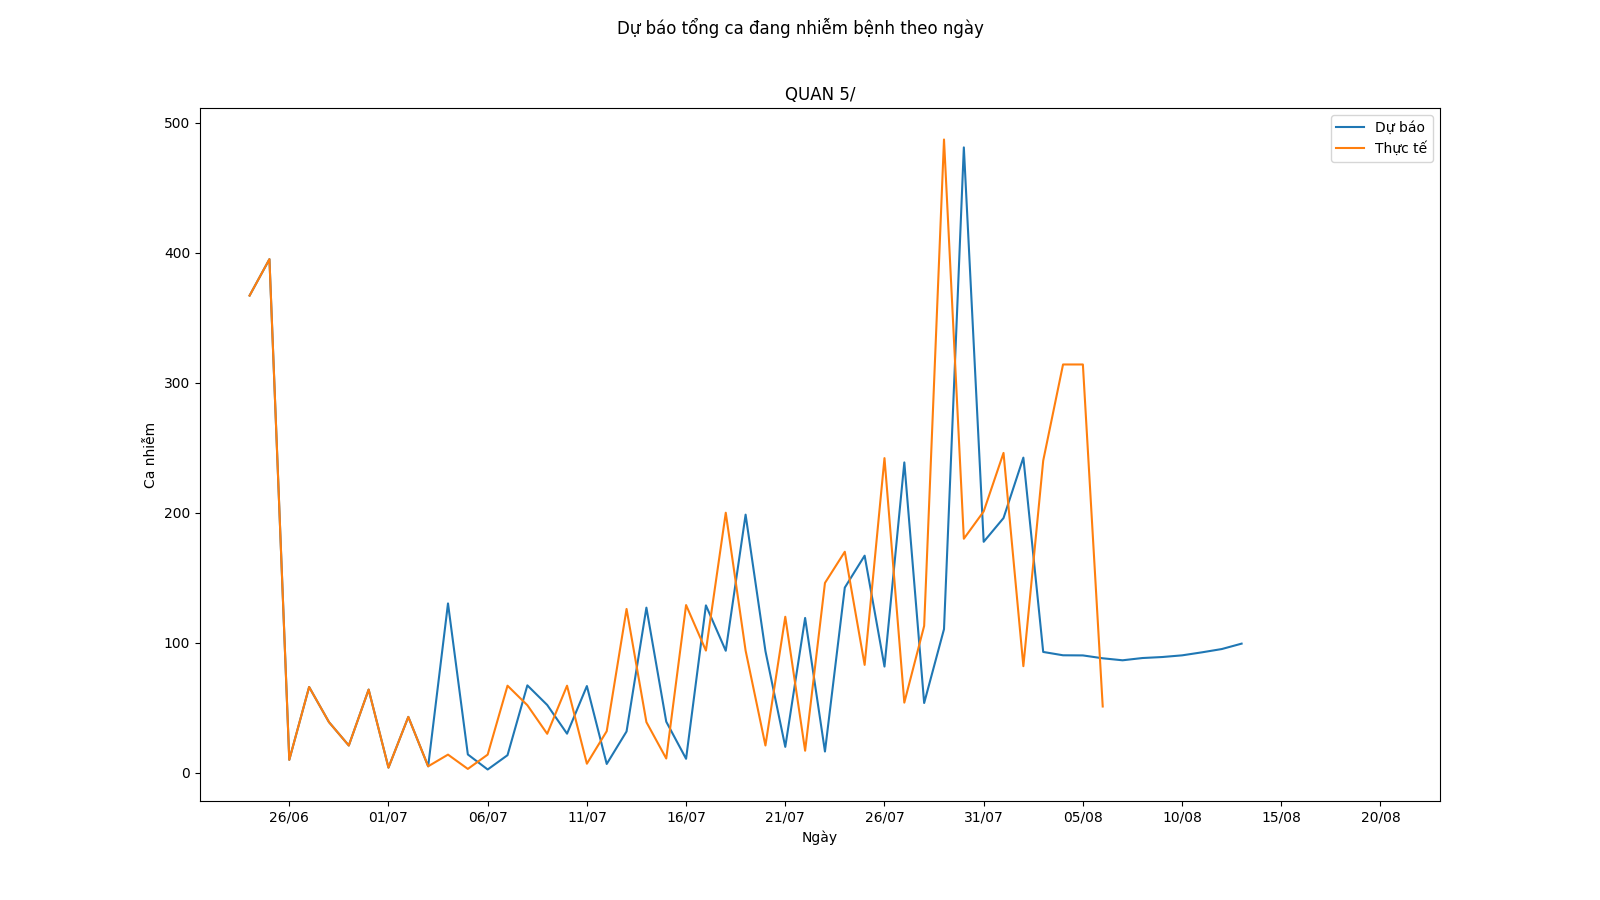 Dự báo tổng ca đang nhiễm bệnh theo ngày
QUAN 5/
Dự báo
Thực tế
500
400
300
200
100
0
Ca nhiễm
26/06 01/07 06/07 11/07 16/07 21/07 26/07 31/07 05/08 10/08 15/08 20/08
Ngày